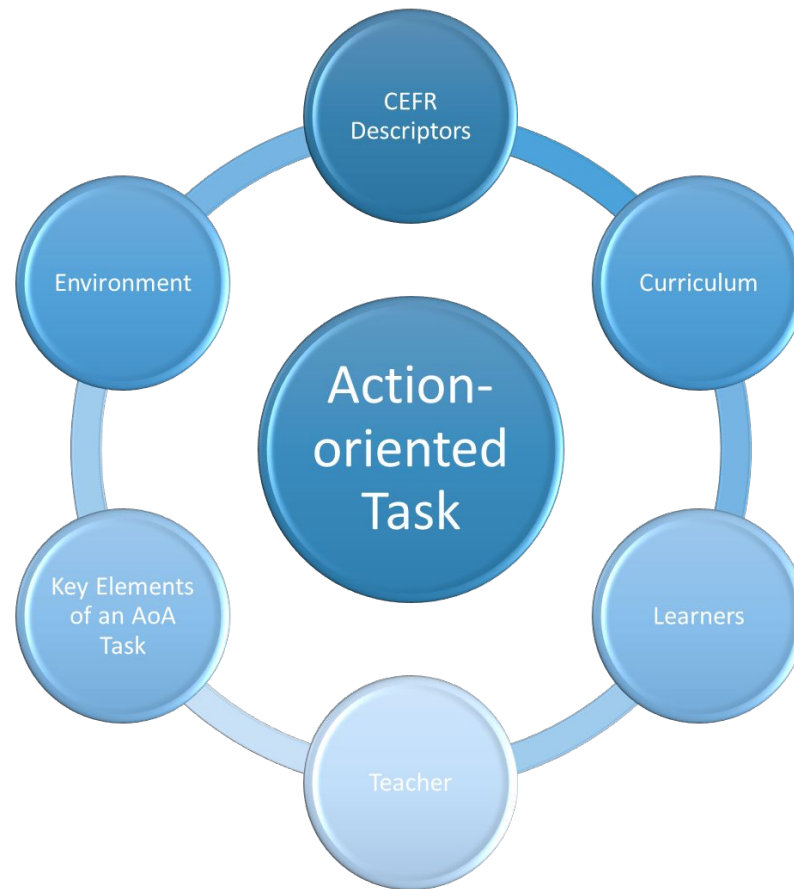 CEFR
Descriptors
Environment
Curriculum
Action-
oriented
Task
Key Elements
of an AoA
Task
Learners
Teacher